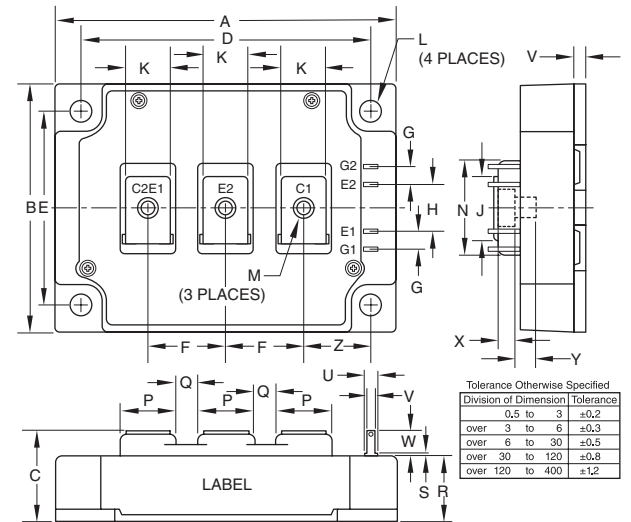 A
D
K
K
K
L
(4 PLACES)
V
G
G2
E2
C2E1
E2
C1
B
E
H
N
J
E1
G1
M
(3 PLACES)
G
F
F
Z
X
Y
U
Q
Q
V
P
P
P
W
C
LABEL
S
R
Tolerance Otherwise Specified
Division of Dimension Tolerance
0.5 to 3 ±0.2
over 3 to 6 ±0.3
over 6 to 30 ±0.5
over 30 to 120 ±0.8
over 120 to 400 ±1.2